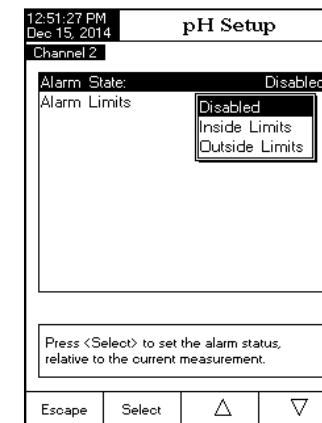 12:51:27 PM
Dec 15, 2014
pH Setup
Channel 2
Alarm State: Disabled
Alarm Limits
Disabled
Inside Limits
Outside Limits
Press <Select> to set the alarm status,
relative to the current measurement.
Escape Select △ ▽